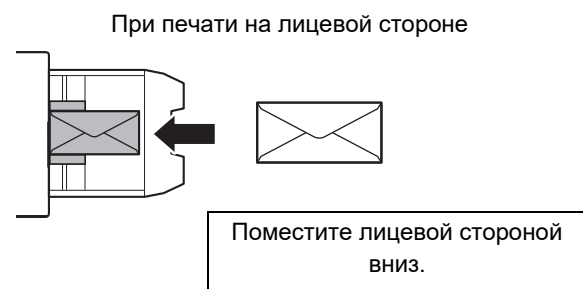 При печати на лицевой стороне
Поместите лицевой стороной
вниз.